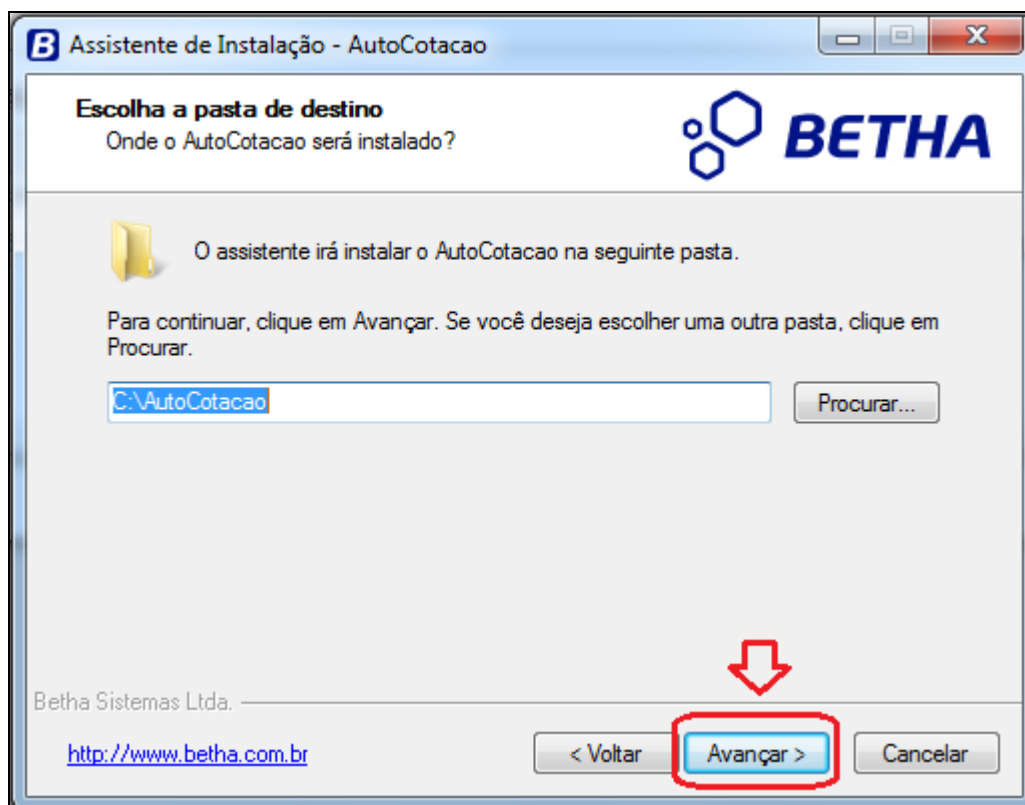 B Assistente de Instalação - AutoCotacao
Escolha a pasta de destino
Onde o AutoCotacao será instalado?
BETHA
O assistente irá instalar o AutoCotacao na seguinte pasta.
Para continuar, clique em Avançar. Se você deseja escolher uma outra pasta, clique em
Procurar.
C:\AutoCotacao
Procurar...
Betha Sistemas Ltda.
http://www.betha.com.br
< Voltar
Avançar >
Cancelar